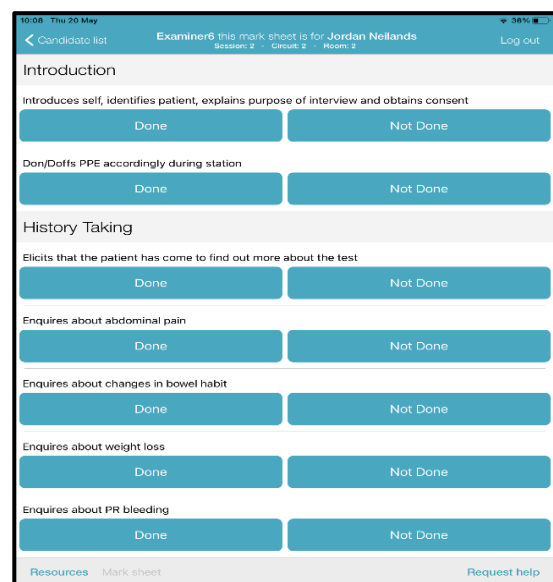 10:08 Thu 20 May 38%
Candidate list Examiner6 this mark sheet is for Jordan Neilands Log out
Session: 2 - Circuit: 2 - Room: 2
Introduction
Introduces self, identifies patient, explains purpose of interview and obtains consent
Done Not Done
Don/Doffs PPE accordingly during station
Done Not Done
History Taking
Elicits that the patient has come to find out more about the test
Done Not Done
Enquires about abdominal pain
Done Not Done
Enquires about changes in bowel habit
Done Not Done
Enquires about weight loss
Done Not Done
Enquires about PR bleeding
Done Not Done
Resources Mark sheet Request help